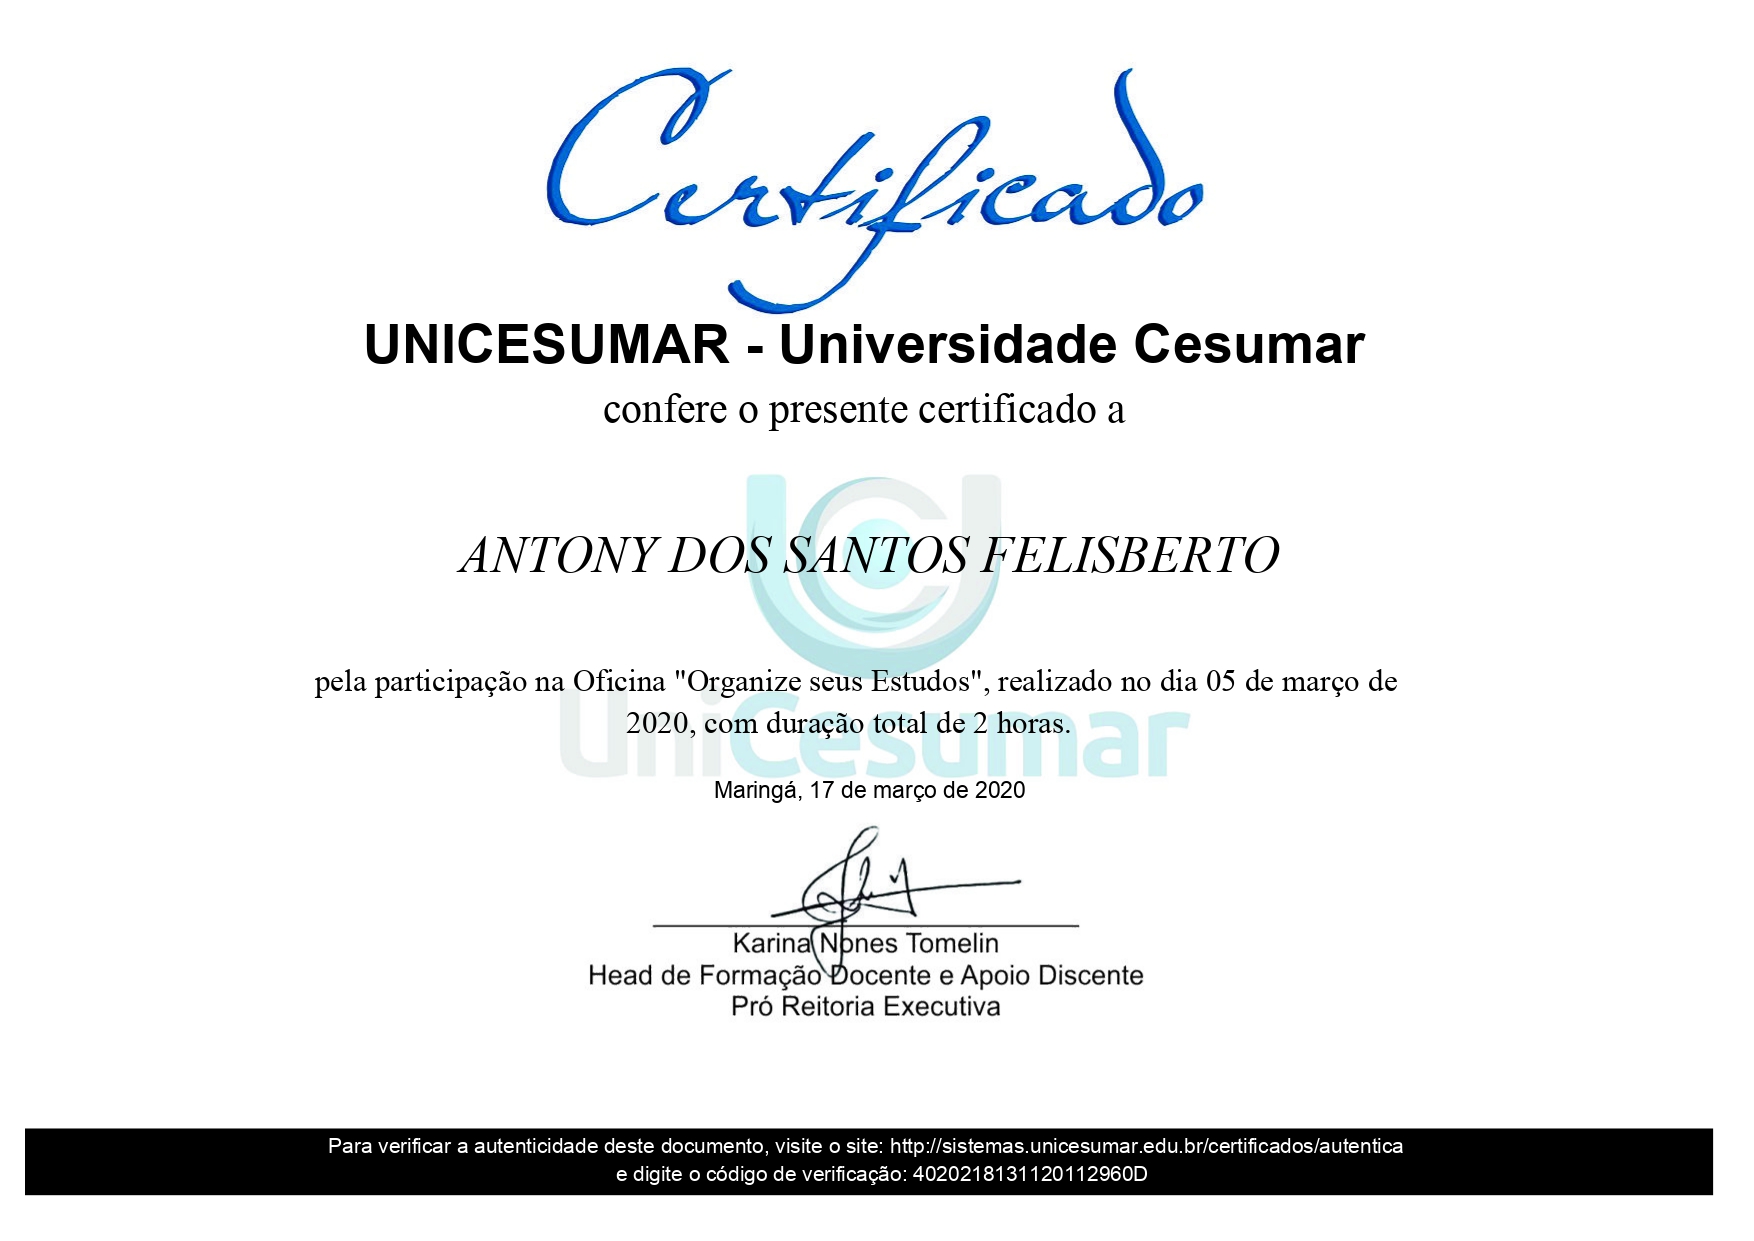 Certificado
UNICESUMAR - Universidade Cesumar
confere o presente certificado a
ANTONY DOS SANTOS FELISBERTO
pela participação na Oficina "Organize seus Estudos", realizado no dia 05 de março de
2020, com duração total de 2 horas.
UniCesumar
Maringá, 17 de março de 2020
Karina Nones Tomelin
Head de Formação Docente e Apoio Discente
Pró Reitoria Executiva
Para verificar a autenticidade deste documento, visite o site: http://sistemas.unicesumar.edu.br/certificados/autentica
e digite o código de verificação: 4020218131120112960D